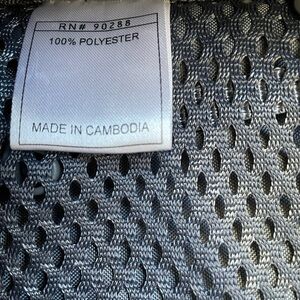 RN# 90288
100% POLYESTER
MADE IN CAMBODIA